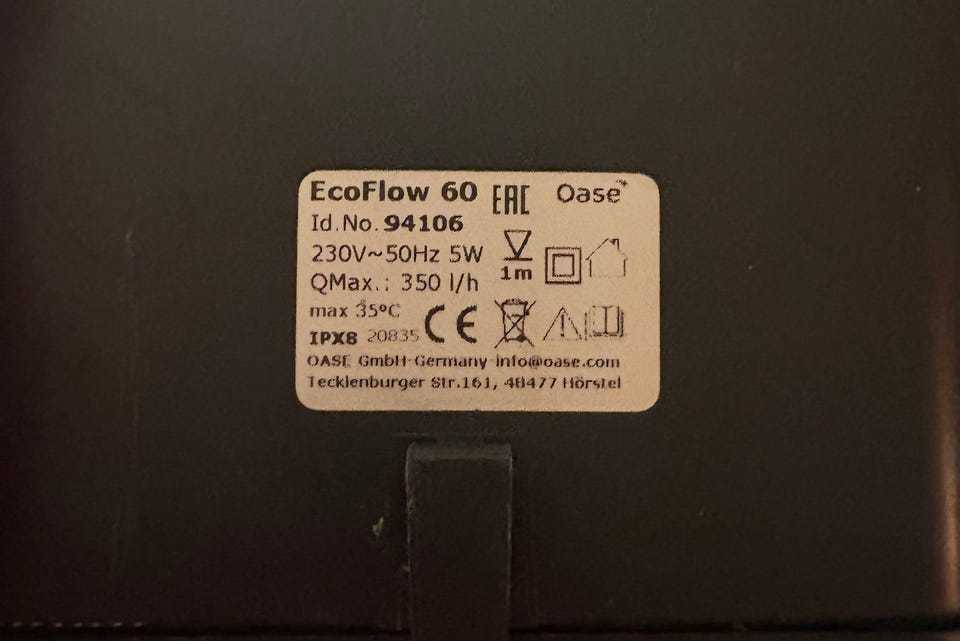 EcoFlow 60 EAC Oase
Id.No. 94106
230V~50Hz 5W
1m
QMax.: 350 l/h
max 35°C
IPX8 20835 CE
OASE GmbH-Germany info@oase.com
Tecklenburger Str.161, 48477 Hörstel